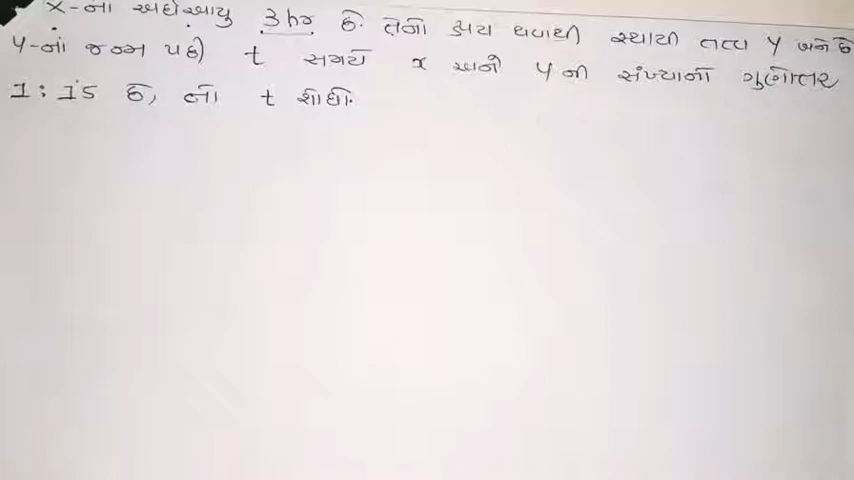 X-ના અર્ધઆયુ 3hr છે. તેનો ક્ષય થવાથી સ્થાયી તત્વ Y બને છે
Y-નાં જન્મ પછી t સમયે x અને Y ની સંખ્યાનો ગુણોત્તર
1:15 છે, તો t શોધો.